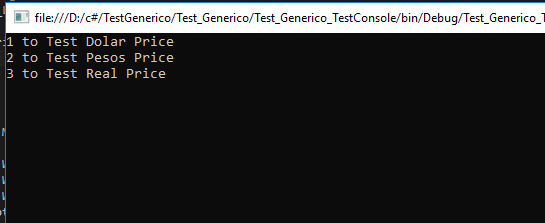 file:///D:/c#/TestGenerico/Test_Generico/Test_Generico_TestConsole/bin/Debug/Test_Generico_T
1 to Test Dolar Price
2 to Test Pesos Price
3 to Test Real Price